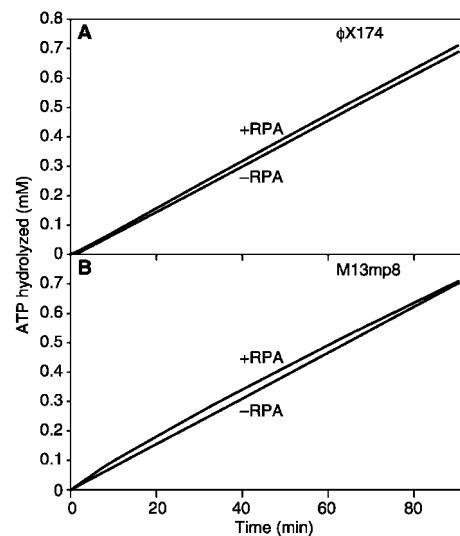 A
ϕX174
0.8
0.7
0.6
0.5
0.4
0.3
0.2
0.1
0
+RPA
−RPA
ATP hydrolyzed (mM)
B
M13mp8
0.7
0.6
0.5
0.4
0.3
0.2
0.1
0
+RPA
−RPA
0 20 40 60 80
Time (min)